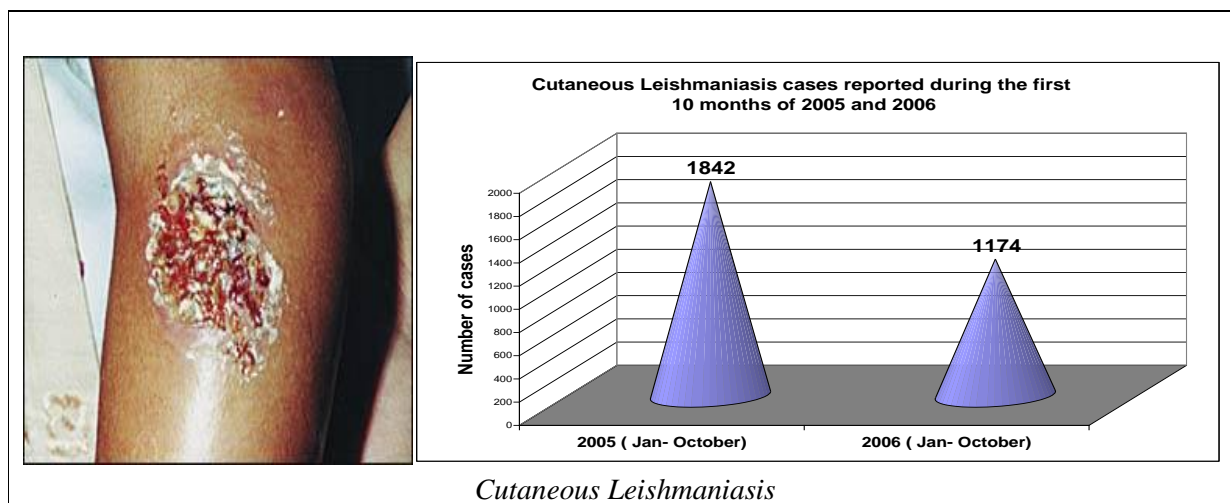 Cutaneous Leishmaniasis cases reported during the first
10 months of 2005 and 2006
Number of cases
2000
1800
1600
1400
1200
1000
800
600
400
200
0
1842
1174
2005 ( Jan- October)
2006 (Jan- October)
Cutaneous Leishmaniasis